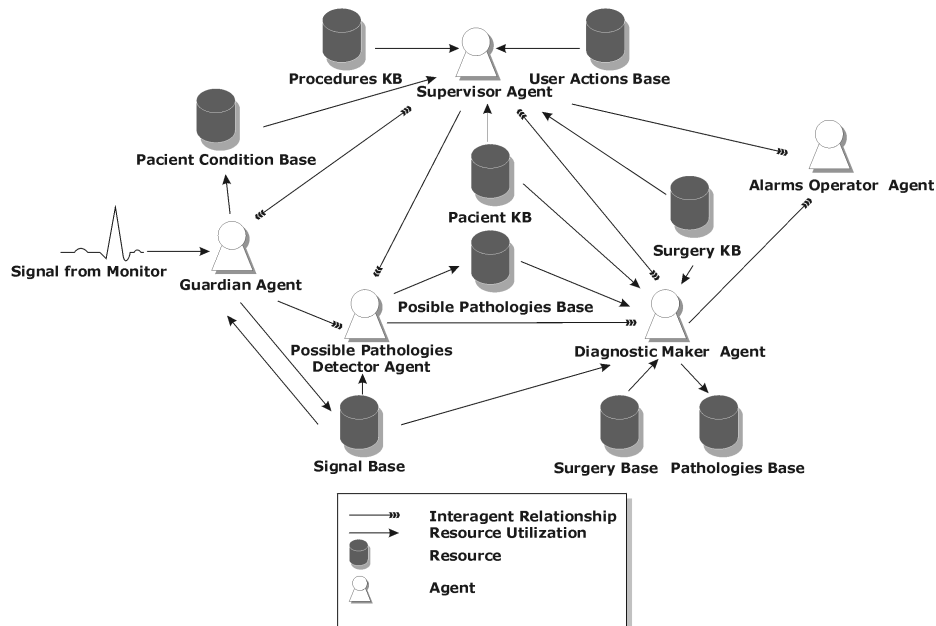 Procedures KB
User Actions Base
Supervisor Agent
Pacient Condition Base
Alarms Operator Agent
Pacient KB
Surgery KB
Signal from Monitor
Guardian Agent
Posible Pathologies Base
Possible Pathologies
Detector Agent
Diagnostic Maker Agent
Signal Base
Surgery Base
Pathologies Base
Interagent Relationship
Resource Utilization
Resource
Agent